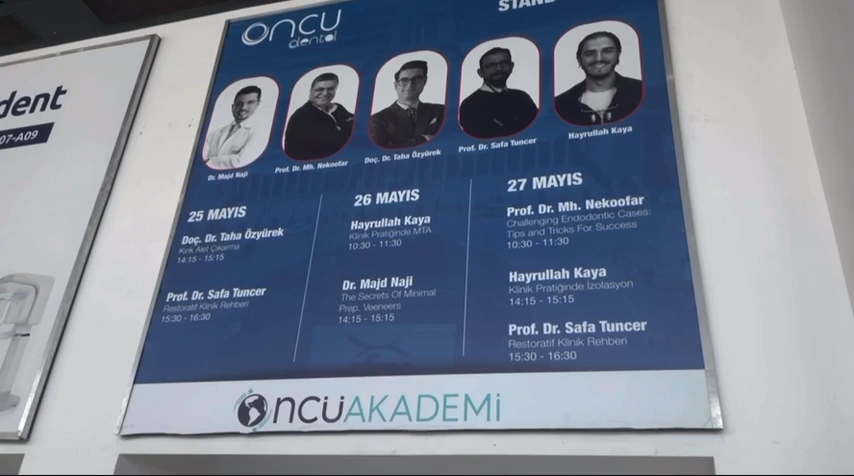 dent
07-A09
ONCU
dental
STAND
Dr. Majd Naji
Prof. Dr. Mh. Nekoofar
Doç. Dr. Taha Özyürek
Prof. Dr. Safa Tuncer
Hayrullah Kaya
25 MAYIS
Doç. Dr. Taha Özyürek
Kırık Alet Çıkarma
14:15 - 15:15
Prof. Dr. Safa Tuncer
Restoratif Klinik Rehberi
15:30 - 16:30
26 MAYIS
Hayrullah Kaya
Klinik Pratiğinde MTA
10:30 - 11:30
Dr. Majd Naji
The Secrets Of Minimal
Prep. Veeneers
14:15 - 15:15
27 MAYIS
Prof. Dr. Mh. Nekoofar
Challenging Endodontic Cases:
Tips and Tricks For Success
10:30 - 11:30
Hayrullah Kaya
Klinik Pratiğinde İzolasyon
14:15 - 15:15
Prof. Dr. Safa Tuncer
Restoratif Klinik Rehberi
15:30 - 16:30
ONCÜAKADEMİ